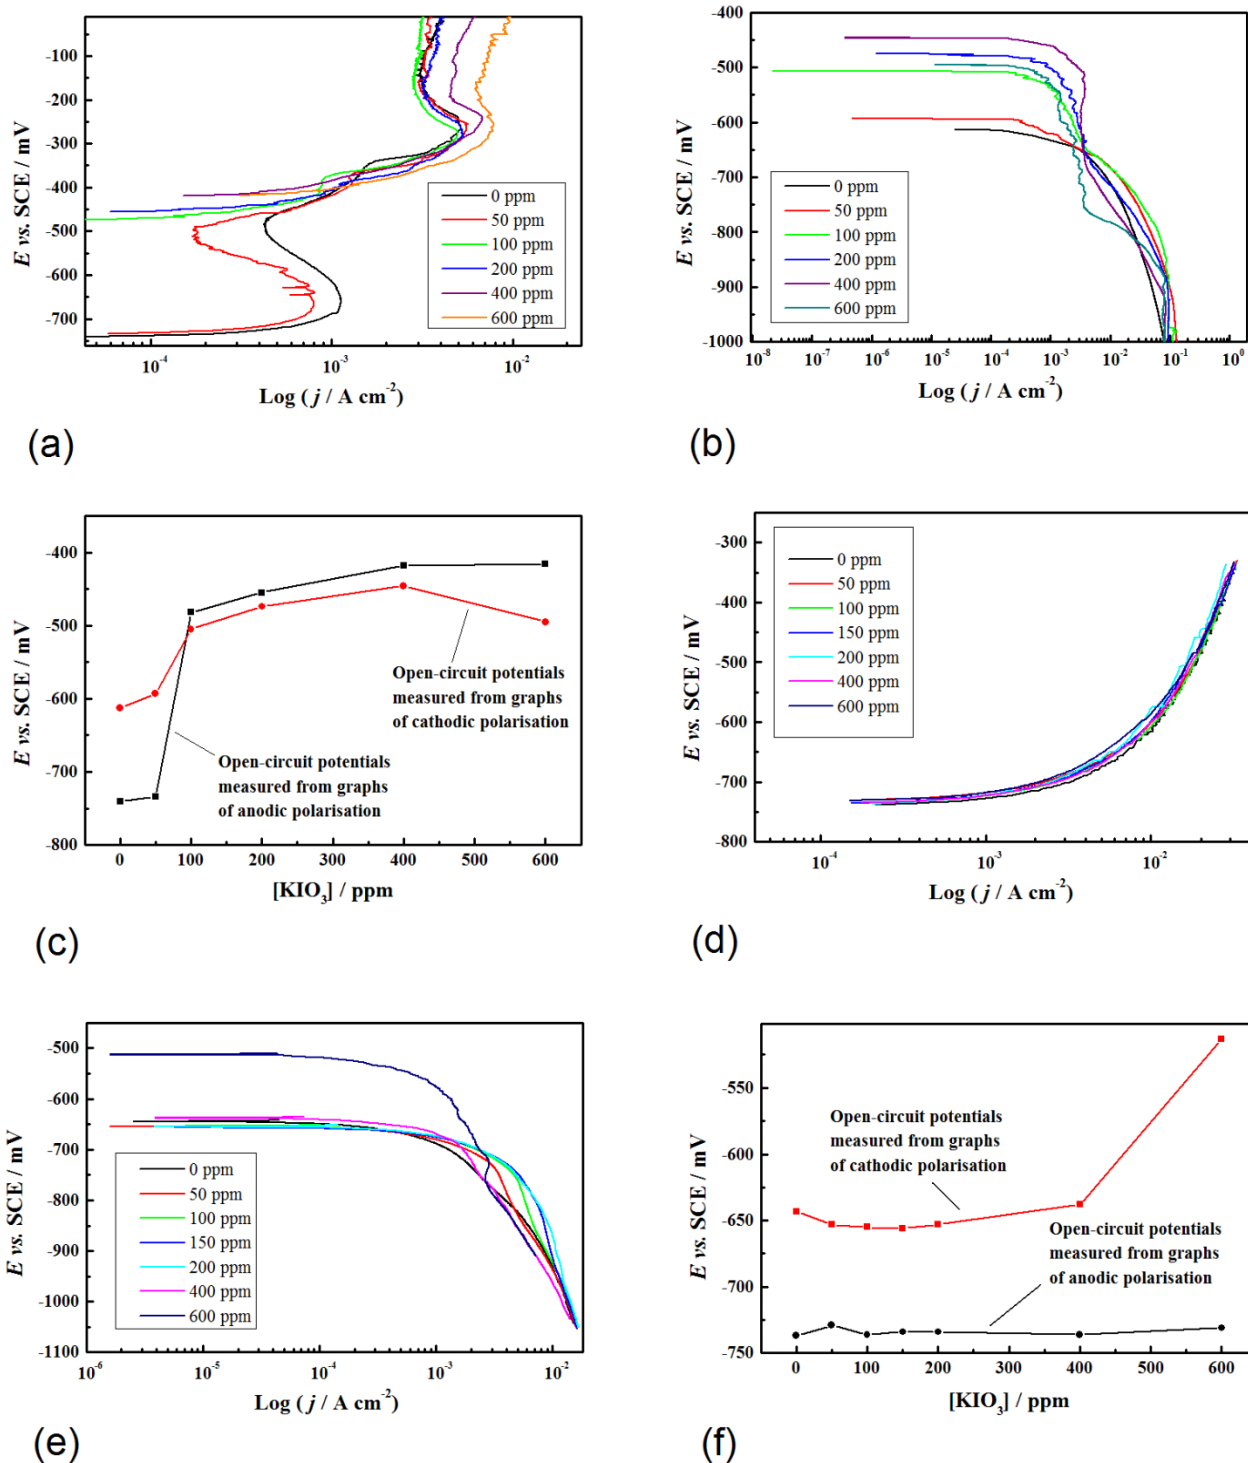 -100
-200
-300
-400
-500
-600
-700
E vs. SCE / mV
0 ppm
50 ppm
100 ppm
200 ppm
400 ppm
600 ppm
10⁻⁴
10⁻³
10⁻²
Log ( j / A cm⁻²)
(a)
-400
-500
-600
-700
-800
-900
-1000
E vs. SCE / mV
0 ppm
50 ppm
100 ppm
200 ppm
400 ppm
600 ppm
10⁻⁸
10⁻⁷
10⁻⁶
10⁻⁵
10⁻⁴
10⁻³
10⁻²
10⁻¹
10⁰
Log ( j / A cm⁻²)
(b)
-400
-500
-600
-700
-800
E vs. SCE / mV
Open-circuit potentials
measured from graphs
of cathodic polarisation
Open-circuit potentials
measured from graphs
of anodic polarisation
0
100
200
300
400
500
600
[KIO₃] / ppm
(c)
-300
-400
-500
-600
-700
-800
E vs. SCE / mV
0 ppm
50 ppm
100 ppm
150 ppm
200 ppm
400 ppm
600 ppm
10⁻⁴
10⁻³
10⁻²
Log ( j / A cm⁻²)
(d)
-500
-600
-700
-800
-900
-1000
-1100
E vs. SCE / mV
0 ppm
50 ppm
100 ppm
150 ppm
200 ppm
400 ppm
600 ppm
10⁻⁶
10⁻⁵
10⁻⁴
10⁻³
10⁻²
Log ( j / A cm⁻²)
(e)
-550
-600
-650
-700
-750
E vs. SCE / mV
Open-circuit potentials
measured from graphs
of cathodic polarisation
Open-circuit potentials
measured from graphs
of anodic polarisation
0
100
200
300
400
500
600
[KIO₃] / ppm
(f)